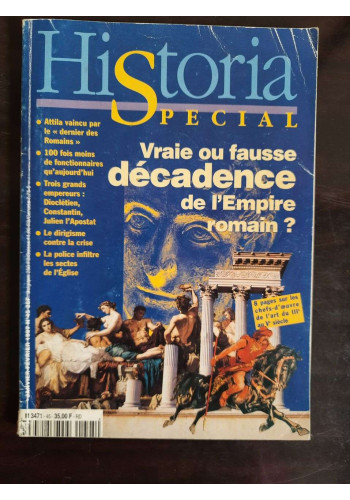 Historia
SPECIAL
Attila vaincu par
le « dernier des
Romains »
100 fois moins
de fonctionnaires
qu'aujourd'hui
Trois grands
empereurs :
Dioclétien,
Constantin,
Julien l'Apostat
Le dirigisme
contre la crise
La police infiltre
les sectes
de l'Église
Vraie ou fausse
décadence
de l'Empire
romain ?
8 pages sur les
chefs-d'œuvre
de l'art du IIIe
au Ve siècle
35,00 F